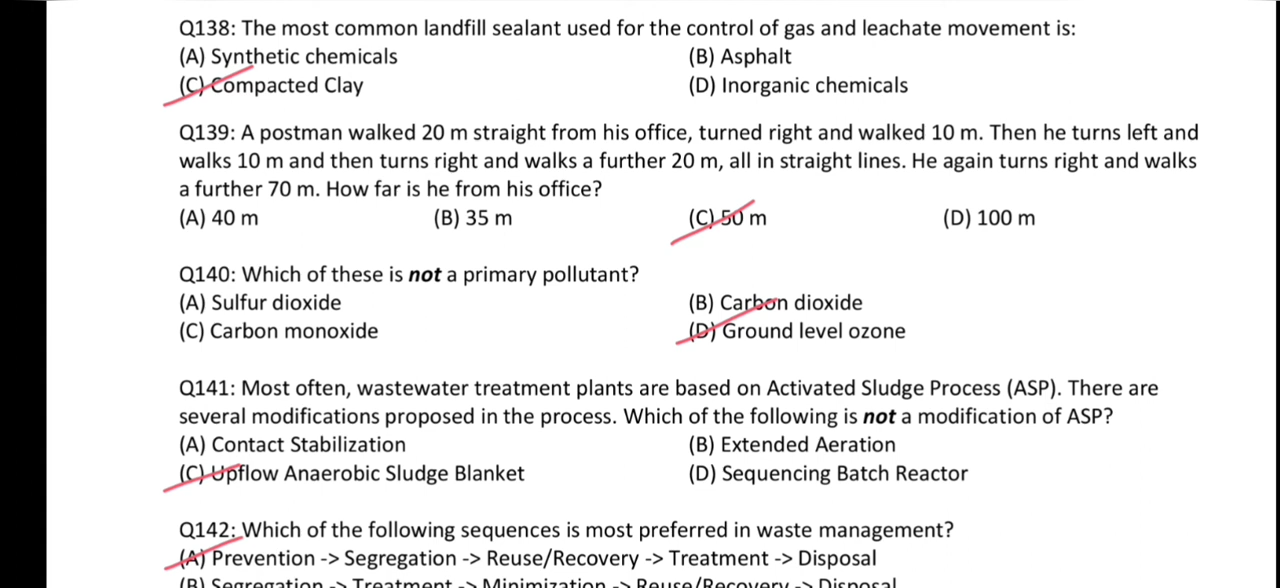 Q138: The most common landfill sealant used for the control of gas and leachate movement is:
(A) Synthetic chemicals (B) Asphalt
(C) Compacted Clay (D) Inorganic chemicals
Q139: A postman walked 20 m straight from his office, turned right and walked 10 m. Then he turns left and
walks 10 m and then turns right and walks a further 20 m, all in straight lines. He again turns right and walks
a further 70 m. How far is he from his office?
(A) 40 m (B) 35 m (C) 50 m (D) 100 m
Q140: Which of these is not a primary pollutant?
(A) Sulfur dioxide (B) Carbon dioxide
(C) Carbon monoxide (D) Ground level ozone
Q141: Most often, wastewater treatment plants are based on Activated Sludge Process (ASP). There are
several modifications proposed in the process. Which of the following is not a modification of ASP?
(A) Contact Stabilization (B) Extended Aeration
(C) Upflow Anaerobic Sludge Blanket (D) Sequencing Batch Reactor
Q142: Which of the following sequences is most preferred in waste management?
(A) Prevention -> Segregation -> Reuse/Recovery -> Treatment -> Disposal
(B) Segregation -> Treatment -> Minimization -> Reuse/Recovery -> Disposal